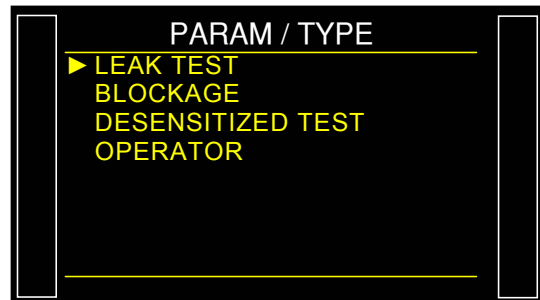 PARAM / TYPE
► LEAK TEST
BLOCKAGE
DESENSITIZED TEST
OPERATOR